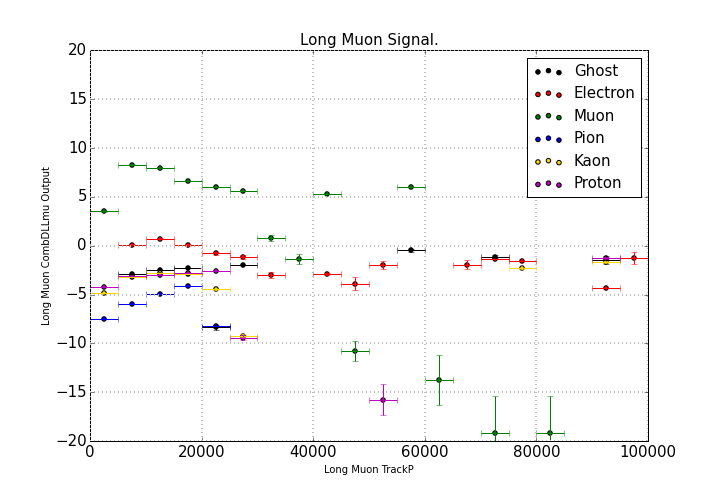 Long Muon Signal.
20
15
10
5
0
−5
−10
−15
−20
Long Muon CombDLLmu Output
Ghost
Electron
Muon
Pion
Kaon
Proton
0
20000
40000
60000
80000
100000
Long Muon TrackP